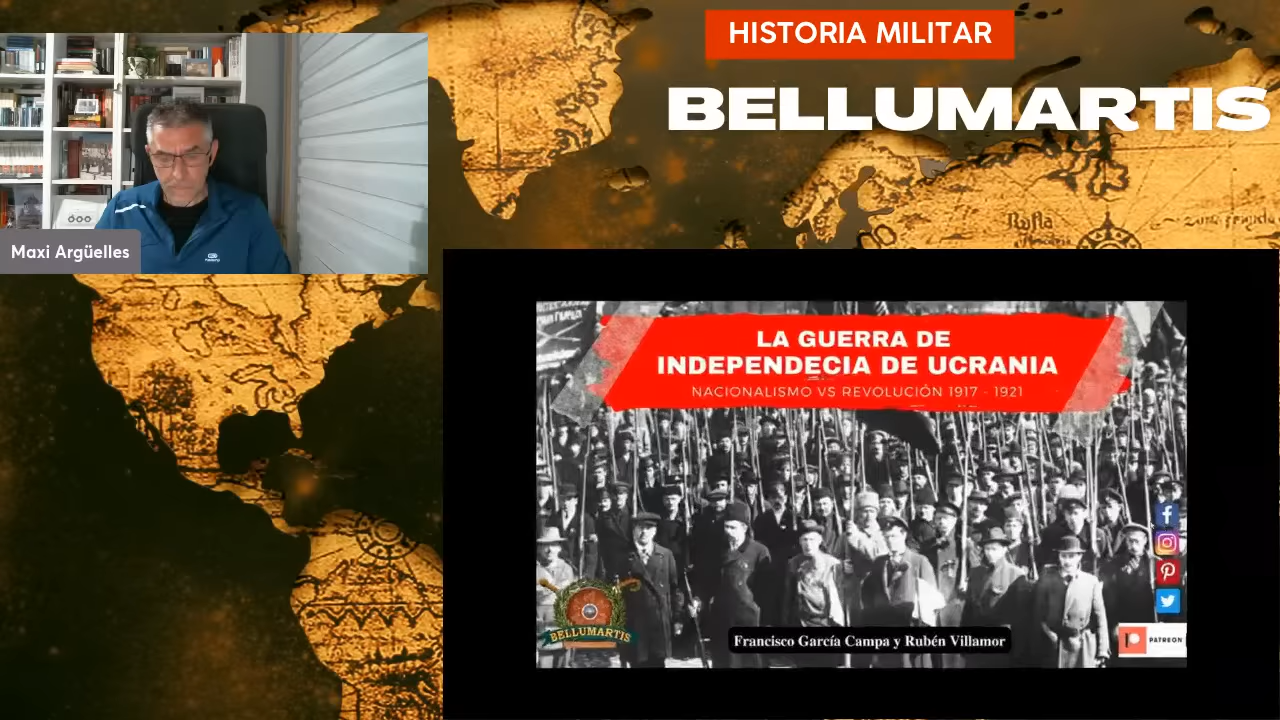 HISTORIA MILITAR
BELLUMARTIS
Maxi Argüelles
LA GUERRA DE
INDEPENDECIA DE UCRANIA
NACIONALISMO VS REVOLUCIÓN 1917 - 1921
BELLUMARTIS
Francisco García Campa y Rubén Villamor
PATREON